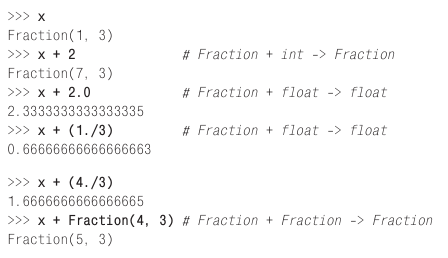 >>> x
Fraction(1, 3)
>>> x + 2 # Fraction + int -> Fraction
Fraction(7, 3)
>>> x + 2.0 # Fraction + float -> float
2.3333333333333335
>>> x + (1./3) # Fraction + float -> float
0.66666666666666663
>>> x + (4./3)
1.6666666666666665
>>> x + Fraction(4, 3) # Fraction + Fraction -> Fraction
Fraction(5, 3)